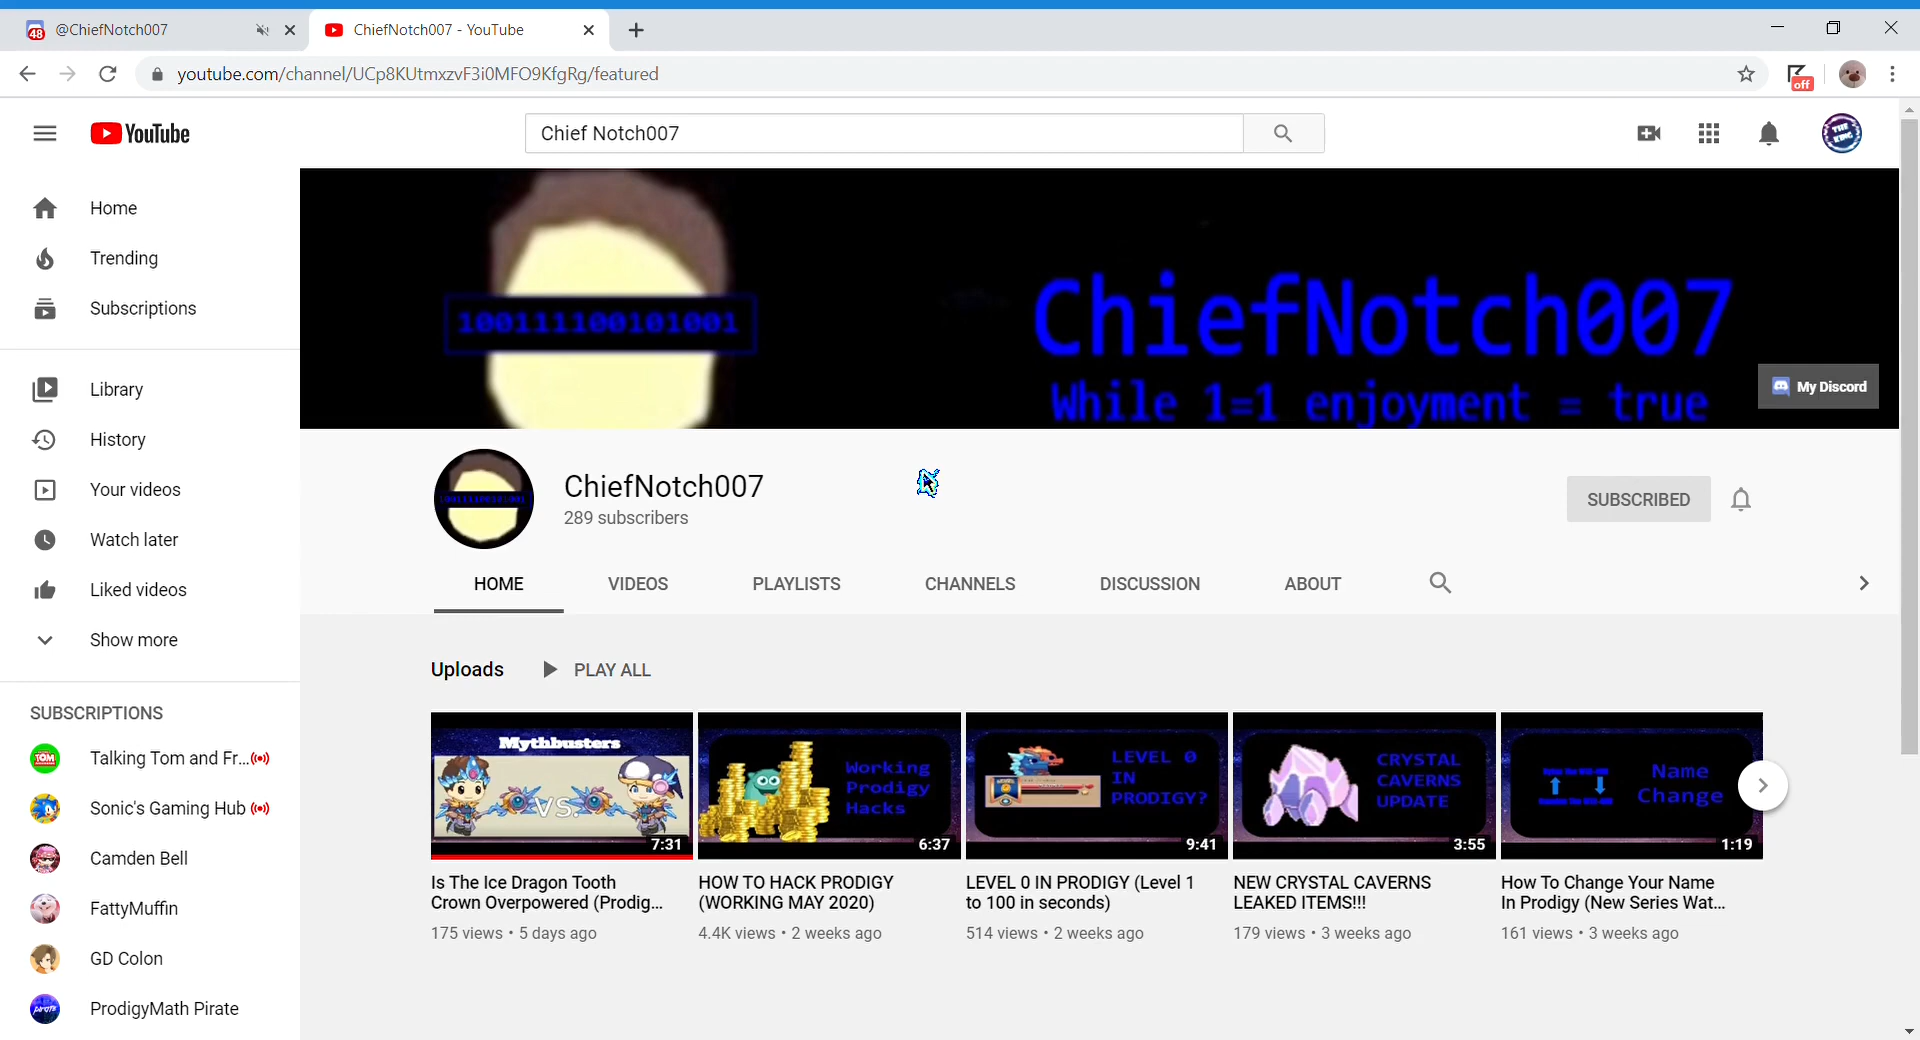 48 @ChiefNotch007
ChiefNotch007 - YouTube
youtube.com/channel/UCp8KUtmxzvF3i0MFO9KfgRg/featured
off
YouTube
Chief Notch007
THE KING
Home
Trending
Subscriptions
Library
History
Your videos
Watch later
Liked videos
Show more
SUBSCRIPTIONS
TOM
Talking Tom and Fr...
Sonic's Gaming Hub
Camden Bell
FattyMuffin
GD Colon
pirate
ProdigyMath Pirate
100111100101001
ChiefNotch007
While 1=1 enjoyment = true
My Discord
100111100101001
ChiefNotch007
289 subscribers
SUBSCRIBED
HOME VIDEOS PLAYLISTS CHANNELS DISCUSSION ABOUT
Uploads PLAY ALL
Mythbusters
VS.
7:31
Is The Ice Dragon Tooth
Crown Overpowered (Prodig...
175 views • 5 days ago
Working
Prodigy
Hacks
6:37
HOW TO HACK PRODIGY
(WORKING MAY 2020)
4.4K views • 2 weeks ago
LEVEL 0
IN
PRODIGY?
9:41
LEVEL 0 IN PRODIGY (Level 1
to 100 in seconds)
514 views • 2 weeks ago
CRYSTAL
CAVERNS
UPDATE
3:55
NEW CRYSTAL CAVERNS
LEAKED ITEMS!!!
179 views • 3 weeks ago
Name
Change
1:19
How To Change Your Name
In Prodigy (New Series Wat...
161 views • 3 weeks ago